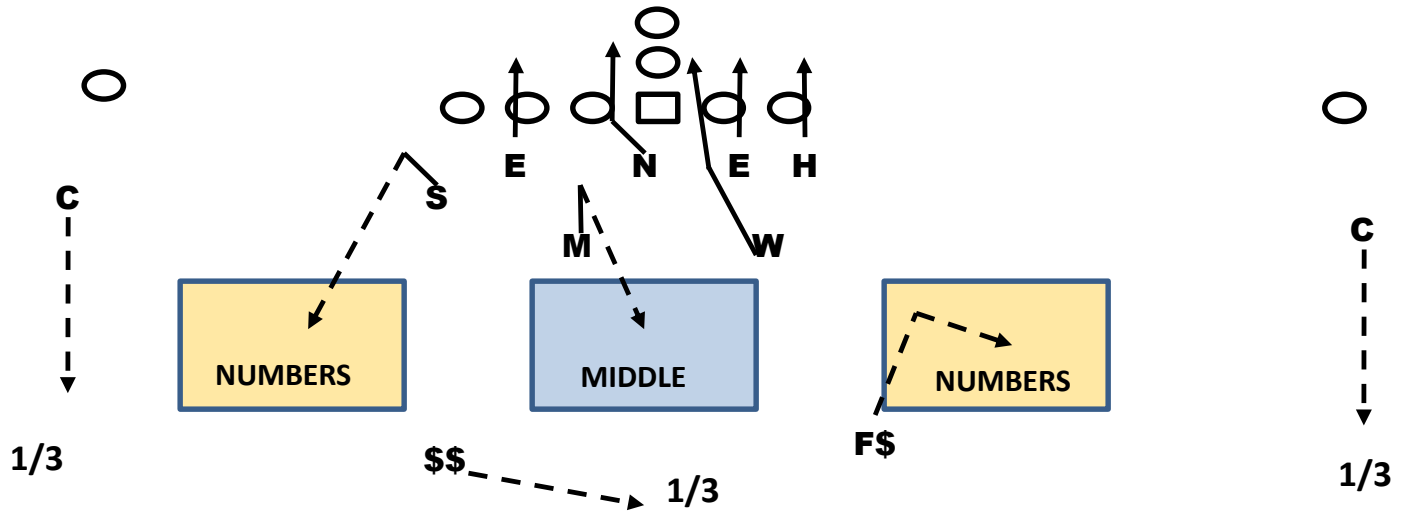 E N E H
C S
M W C
NUMBERS MIDDLE NUMBERS
1/3 $$ F$ 1/3
1/3